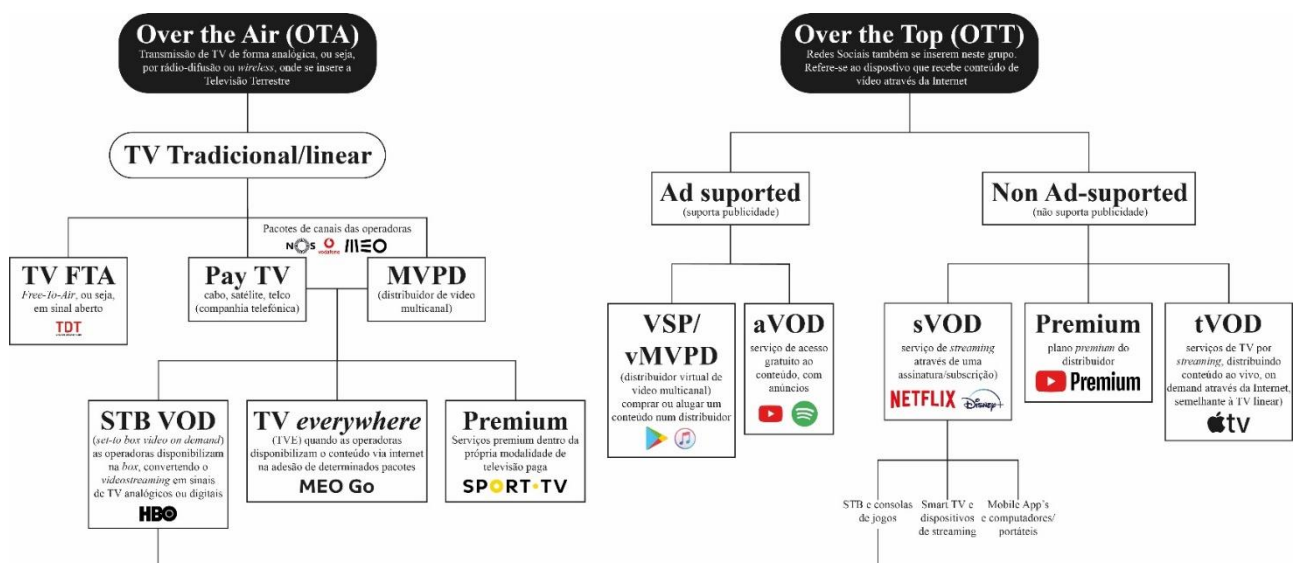 Over the Air (OTA)
Transmissão de TV de forma analógica, ou seja,
por rádio-difusão ou wireless, onde se insere a
Televisão Terrestre
TV Tradicional/linear
Pacotes de canais das operadoras
NOS vodafone MEO
TV FTA
Free-To-Air, ou seja,
em sinal aberto
TDT
Pay TV
cabo, satélite, telco
(companhia telefónica)
MVPD
(distribuidor de vídeo
multicanal)
STB VOD
(set-to box video on demand)
as operadoras disponibilizam
na box, convertendo o
videostreaming em sinais
de TV analógicos ou digitais
HBO
TV everywhere
(TVE) quando as operadoras
disponibilizam o conteúdo via internet
na adesão de determinados pacotes
MEO Go
Premium
Serviços premium dentro da
própria modalidade de
televisão paga
SPORT•TV
Over the Top (OTT)
Redes Sociais também se inserem neste grupo.
Refere-se ao dispostivo que recebe conteúdo de
vídeo através da Internet
Ad suported
(suporta publicidade)
Non Ad-suported
(não suporta publicidade)
VSP/
vMVPD
(distribuidor virtual de
vídeo multicanal)
comprar ou alugar um
conteúdo num distribuidor
aVOD
serviço de acesso
gratuito ao
conteúdo, com
anúncios
sVOD
serviço de streaming
através de uma
assinatura/subscrição)
NETFLIX Disney+
Premium
plano premium do
distribuidor
Premium
tVOD
serviços de TV por
streaming, distribuindo
conteúdo ao vivo, on
demand através da Internet,
semelhante à TV linear)
tv
STB e consolas
de jogos
Smart TV e
dispositivos
de streaming
Mobile App's
e computadores/
portáteis